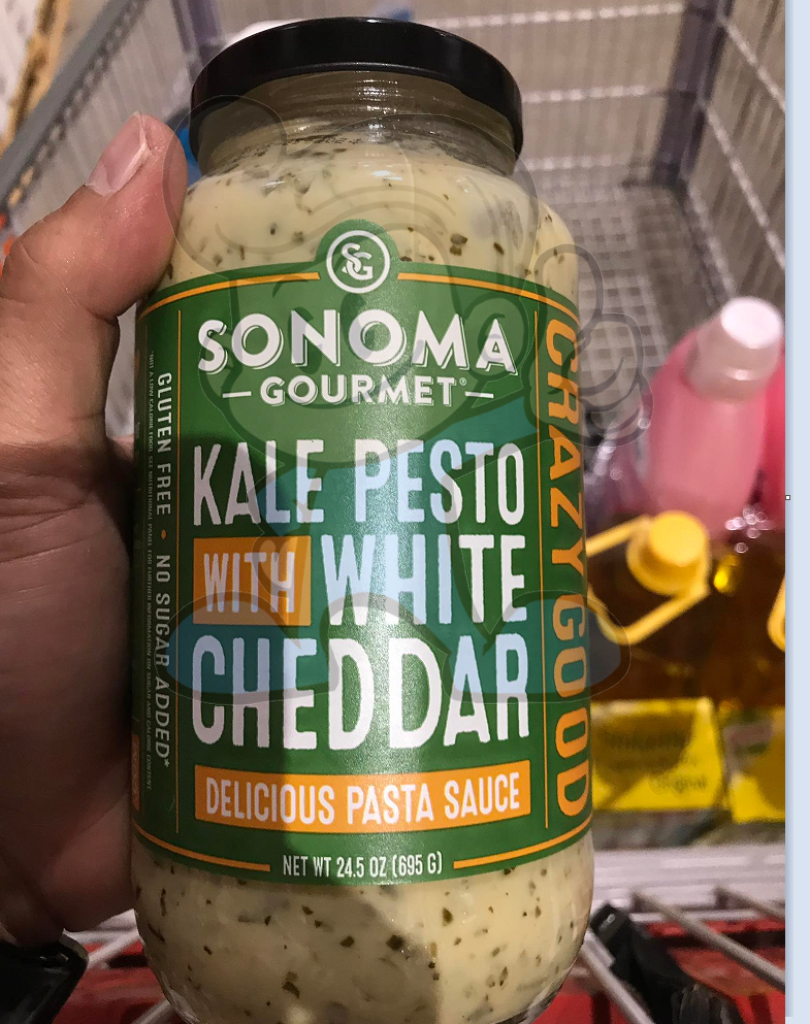 SG
SONOMA
GOURMET®
KALE PESTO
WITH WHITE
CHEDDAR
DELICIOUS PASTA SAUCE
NET WT 24.5 OZ (695 G)
CRAZY GOOD
GLUTEN FREE • NO SUGAR ADDED*
Original